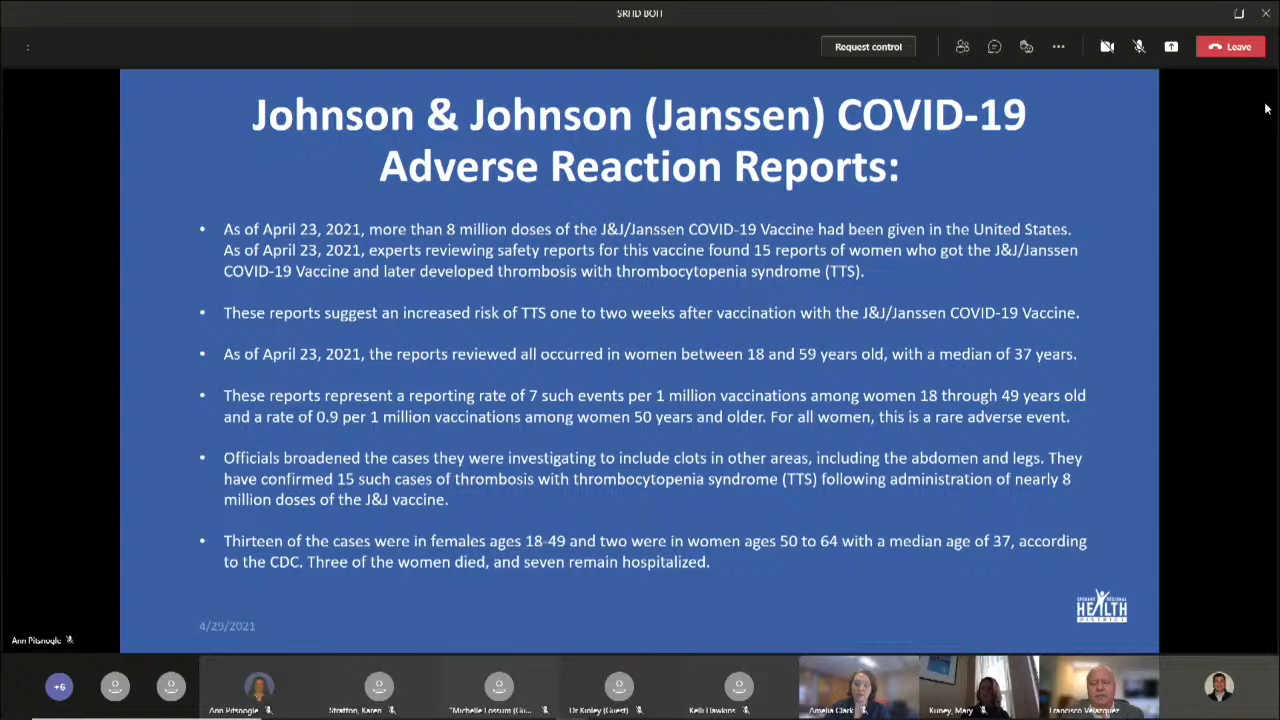 SRHD BOH
Request control
Leave
Johnson & Johnson (Janssen) COVID-19
Adverse Reaction Reports:
• As of April 23, 2021, more than 8 million doses of the J&J/Janssen COVID-19 Vaccine had been given in the United States.
As of April 23, 2021, experts reviewing safety reports for this vaccine found 15 reports of women who got the J&J/Janssen
COVID-19 Vaccine and later developed thrombosis with thrombocytopenia syndrome (TTS).
• These reports suggest an increased risk of TTS one to two weeks after vaccination with the J&J/Janssen COVID-19 Vaccine.
• As of April 23, 2021, the reports reviewed all occurred in women between 18 and 59 years old, with a median of 37 years.
• These reports represent a reporting rate of 7 such events per 1 million vaccinations among women 18 through 49 years old
and a rate of 0.9 per 1 million vaccinations among women 50 years and older. For all women, this is a rare adverse event.
• Officials broadened the cases they were investigating to include clots in other areas, including the abdomen and legs. They
have confirmed 15 such cases of thrombosis with thrombocytopenia syndrome (TTS) following administration of nearly 8
million doses of the J&J vaccine.
• Thirteen of the cases were in females ages 18-49 and two were in women ages 50 to 64 with a median age of 37, according
to the CDC. Three of the women died, and seven remain hospitalized.
4/29/2021
SPOKANE REGIONAL
HEALTH
DISTRICT
Ann Pitsnogle
+6
Ann Pitsnogle
Stratton, Karen
"Michelle Fossum (Gu...
Dr Kinley (Guest)
Kelli Hawkins
Amelia Clark
Kuney, Mary
Francisco Velazquez